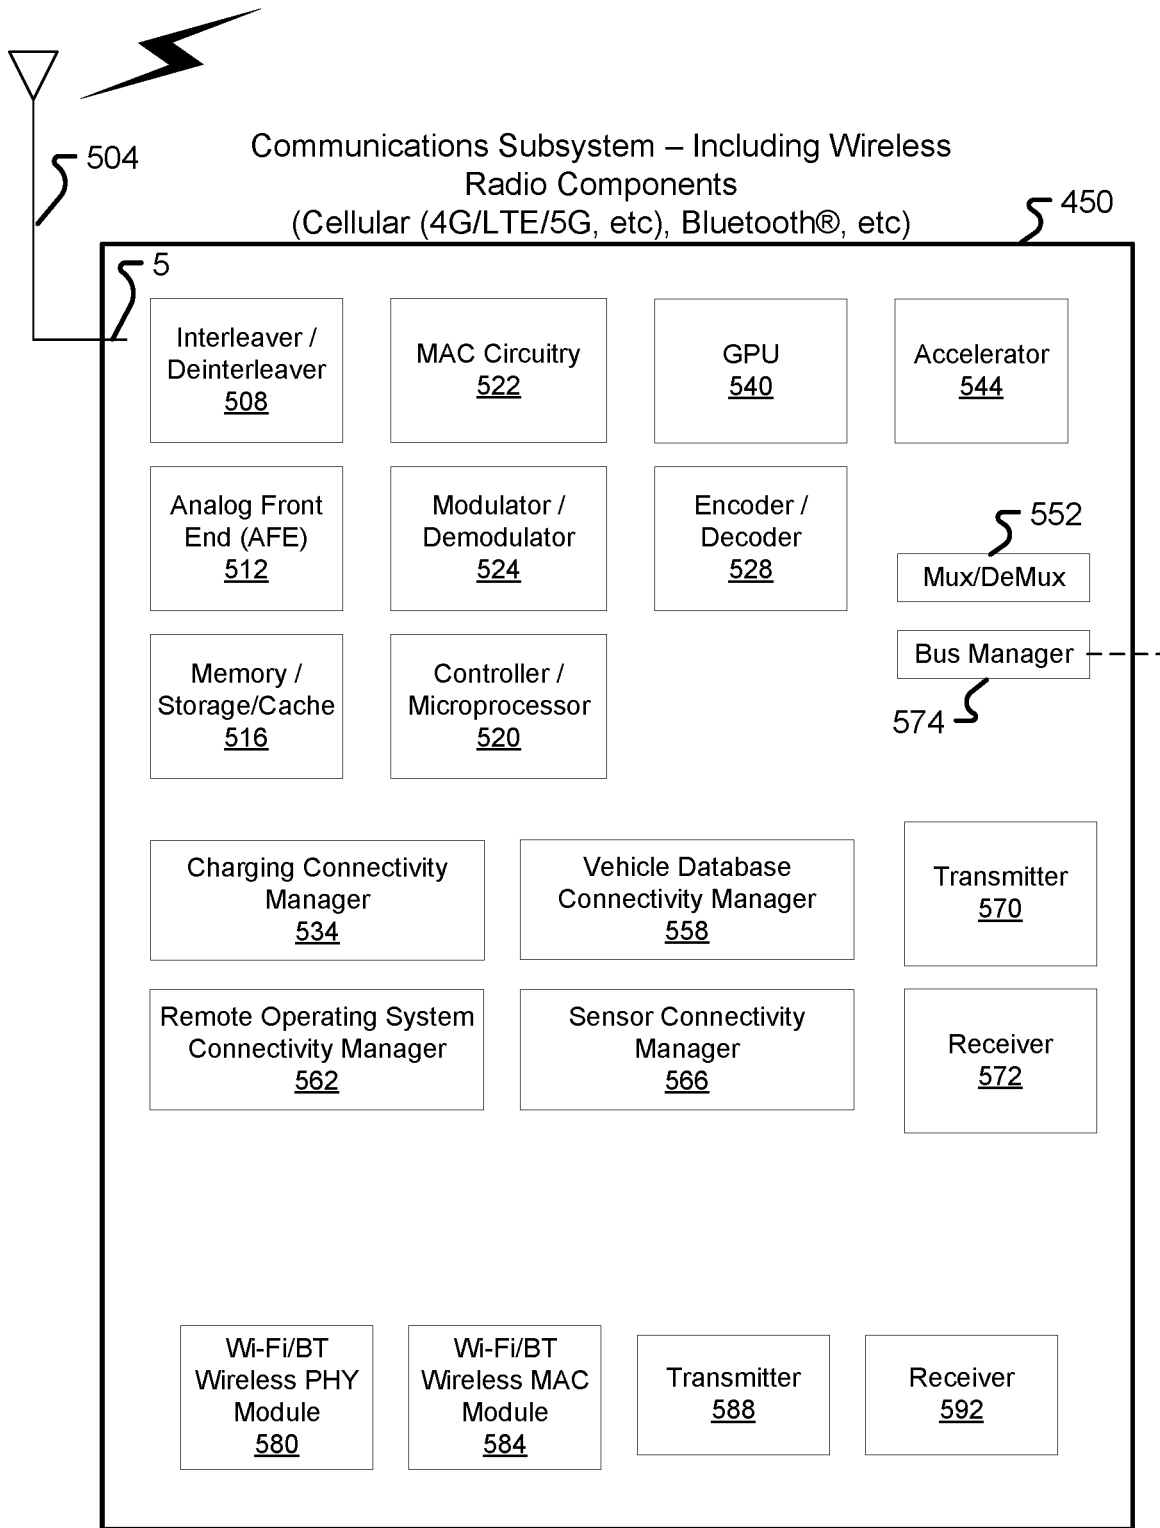 504
Communications Subsystem – Including Wireless
Radio Components
(Cellular (4G/LTE/5G, etc), Bluetooth®, etc)
450
5
Interleaver /
Deinterleaver
508
MAC Circuitry
522
GPU
540
Accelerator
544
Analog Front
End (AFE)
512
Modulator /
Demodulator
524
Encoder /
Decoder
528
552
Mux/DeMux
Bus Manager
574
Memory /
Storage/Cache
516
Controller /
Microprocessor
520
Charging Connectivity
Manager
534
Vehicle Database
Connectivity Manager
558
Transmitter
570
Remote Operating System
Connectivity Manager
562
Sensor Connectivity
Manager
566
Receiver
572
Wi-Fi/BT
Wireless PHY
Module
580
Wi-Fi/BT
Wireless MAC
Module
584
Transmitter
588
Receiver
592